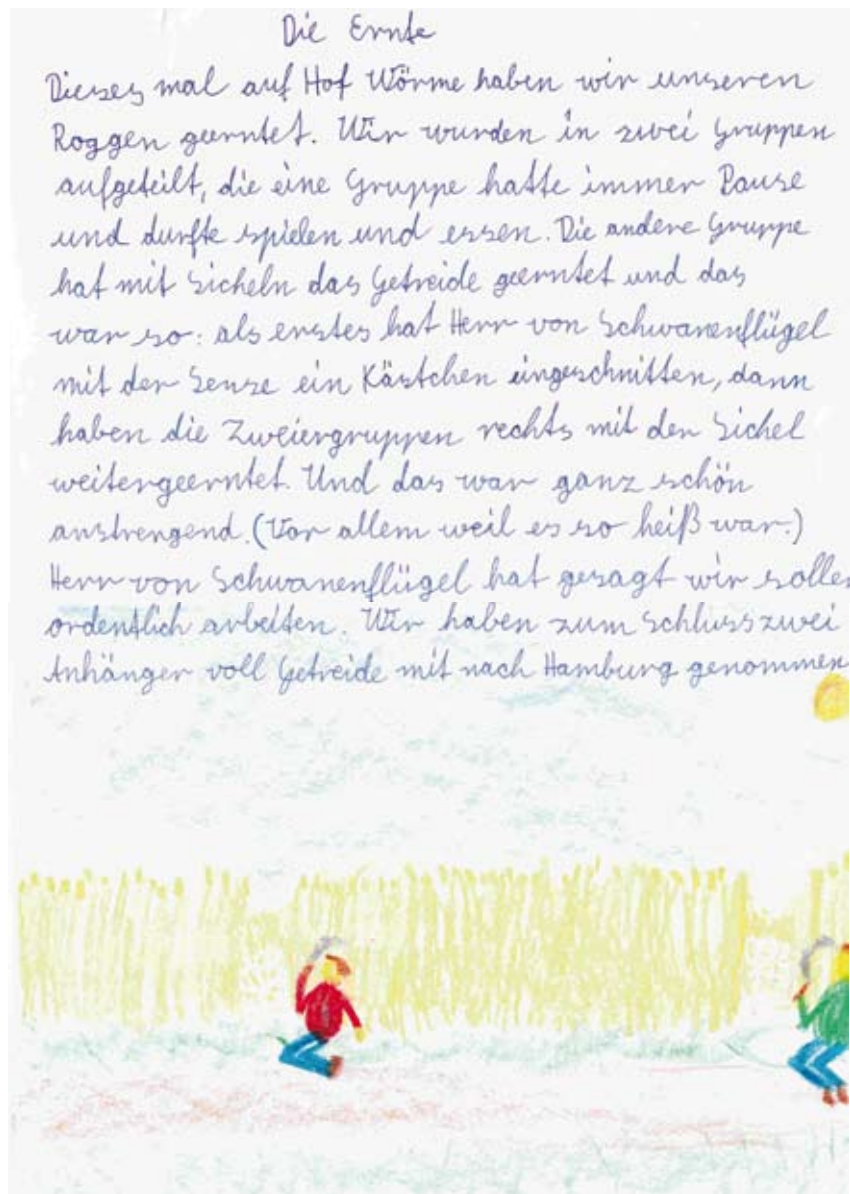 Die Ernte
Dieses mal auf Hof Wörme haben wir unseren
Roggen geerntet. Wir wurden in zwei Gruppen
aufgeteilt, die eine Gruppe hatte immer Pause
und durfte spielen und essen. Die andere Gruppe
hat mit Sicheln das Getreide geerntet und das
war so: als erstes hat Herr von Schwanenflügel
mit der Sense ein Kästchen eingeschnitten, dann
haben die Zweiergruppen rechts mit der Sichel
weitergeerntet. Und das war ganz schön
anstrengend. (Vor allem weil es so heiß war.)
Herr von Schwanenflügel hat gesagt wir sollen
ordentlich arbeiten. Wir haben zum Schluss zwei
Anhänger voll Getreide mit nach Hamburg genommen